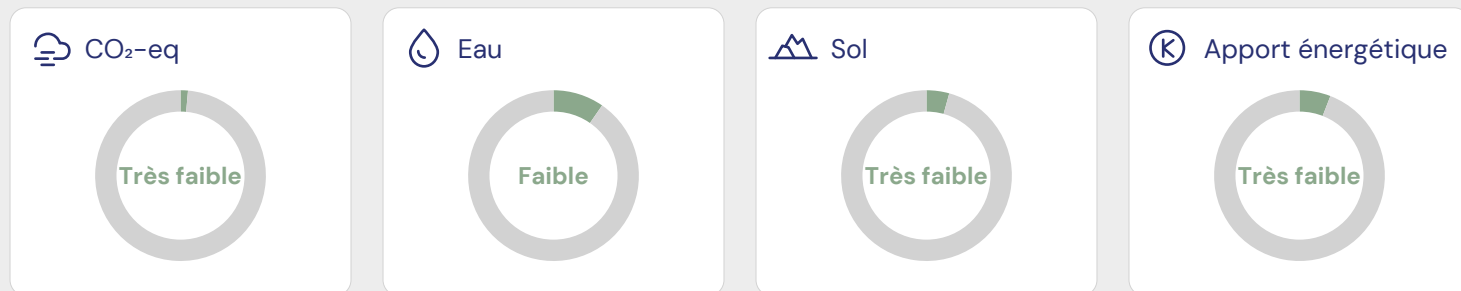 CO₂-eq
Très faible
Eau
Faible
Sol
Très faible
Apport énergétique
Très faible